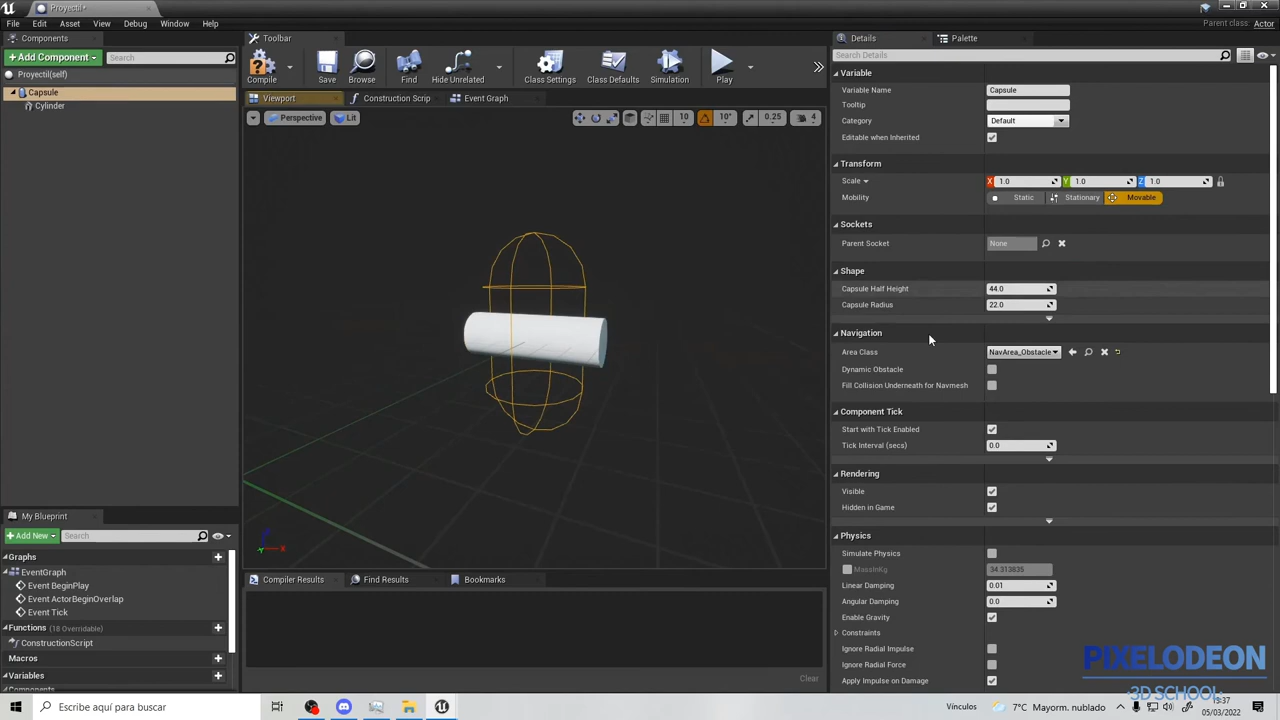 Proyectil*
File Edit Asset View Debug Window Help
Parent class: Actor
Components
+Add Component
Search
Proyectil(self)
Capsule
Cylinder
Toolbar
Compile Save Browse Find Hide Unrelated Class Settings Class Defaults Simulation Play
Viewport Construction Scrip Event Graph
Perspective Lit 10 10° 0.25 4
My Blueprint
+Add New Search
Graphs
EventGraph
Event BeginPlay
Event ActorBeginOverlap
Event Tick
Functions (18 Overridable)
ConstructionScript
Macros
Variables
Components
Compiler Results Find Results Bookmarks
Clear
Details Palette
Search Details
Variable
Variable Name Capsule
Tooltip
Category Default
Editable when Inherited
Transform
Scale X 1.0 Y 1.0 Z 1.0
Mobility Static Stationary Movable
Sockets
Parent Socket None
Shape
Capsule Half Height 44.0
Capsule Radius 22.0
Navigation
Area Class NavArea_Obstacle
Dynamic Obstacle
Fill Collision Underneath for Navmesh
Component Tick
Start with Tick Enabled
Tick Interval (secs) 0.0
Rendering
Visible
Hidden in Game
Physics
Simulate Physics
MassInKg 34.313835
Linear Damping 0.01
Angular Damping 0.0
Enable Gravity
Constraints
Ignore Radial Impulse
Ignore Radial Force
Apply Impulse on Damage
PIXELODEON
3D SCHOOL
Escribe aquí para buscar
Vínculos
7°C Mayorm. nublado
15:37
05/03/2022